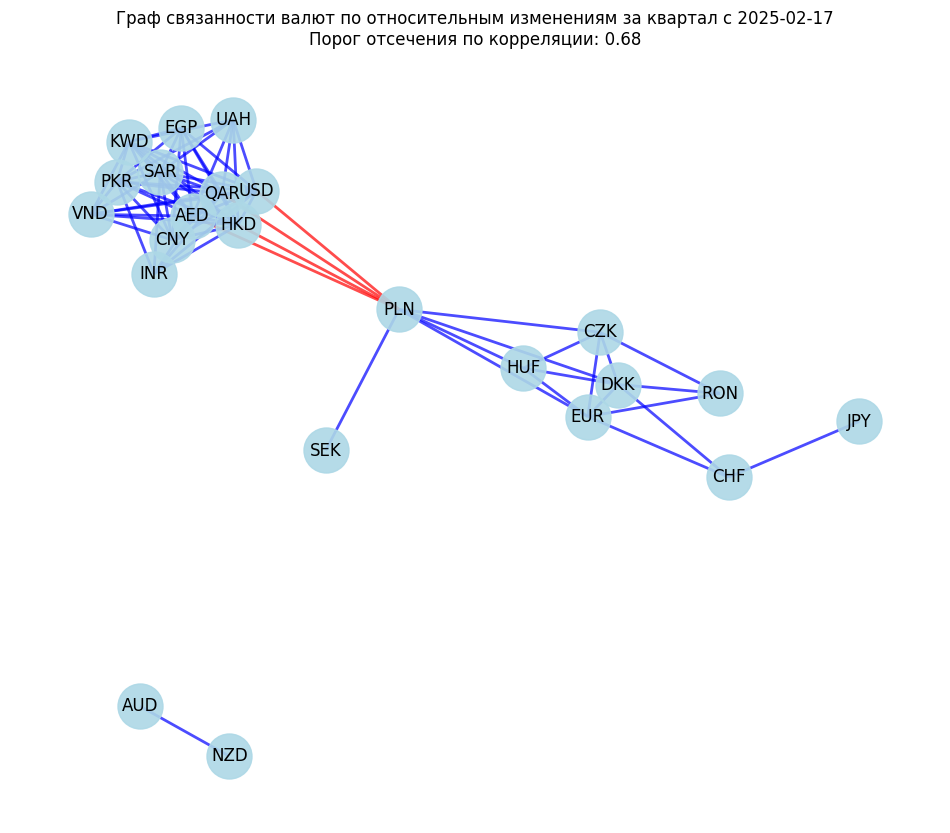 Граф связанности валют по относительным изменениям за квартал с 2025-02-17
Порог отсечения по корреляции: 0.68
UAH
EGP
KWD
SAR
PKR
QAR
USD
VND
AED
HKD
CNY
INR
PLN
CZK
HUF
DKK
RON
EUR
JPY
SEK
CHF
AUD
NZD